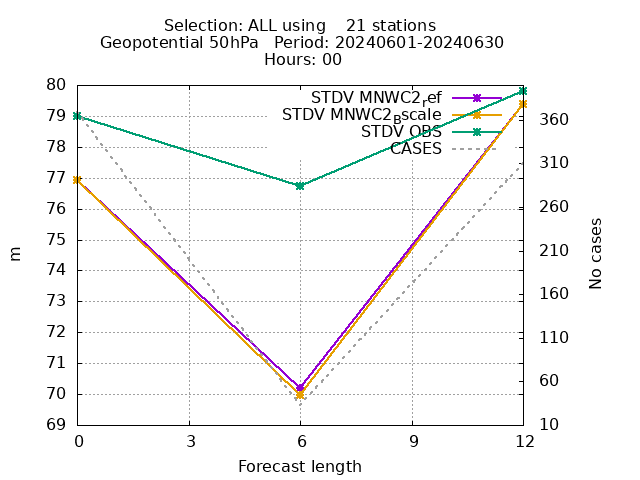 Selection: ALL using    21 stations
Geopotential 50hPa   Period: 20240601-20240630
Hours: 00
STDV MNWC2ref
STDV MNWC2Bscale
STDV OBS
CASES
80
79
78
77
76
75
74
73
72
71
70
69
m
360
310
260
210
160
110
60
10
No cases
0
3
6
9
12
Forecast length